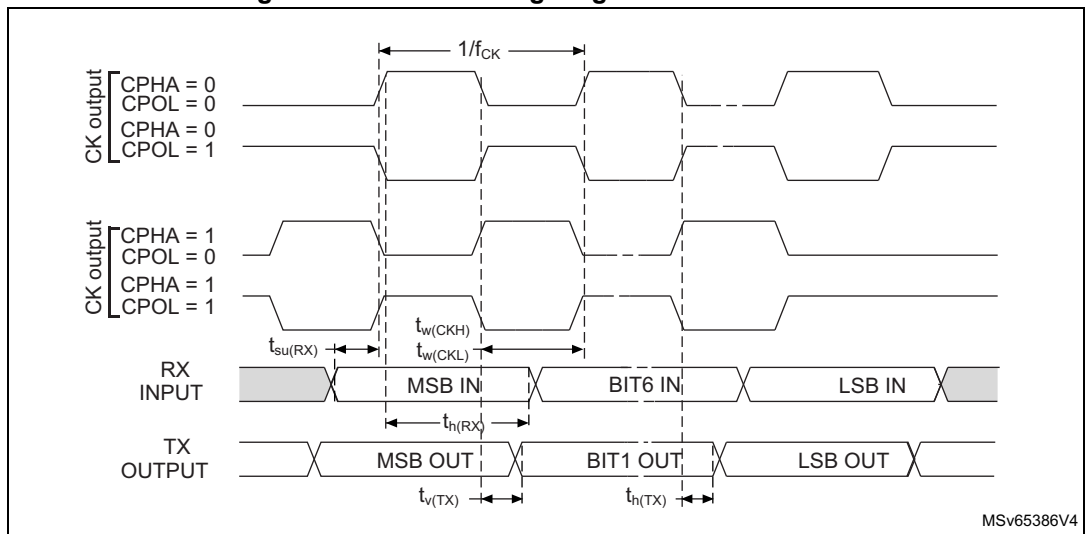 1/fCK
CK output
CPHA = 0
CPOL = 0
CPHA = 0
CPOL = 1
CK output
CPHA = 1
CPOL = 0
CPHA = 1
CPOL = 1
tw(CKH)
tsu(RX)
tw(CKL)
RX
INPUT
MSB IN
BIT6 IN
LSB IN
th(RX)
TX
OUTPUT
MSB OUT
BIT1 OUT
LSB OUT
tv(TX)
th(TX)
MSv65386V4